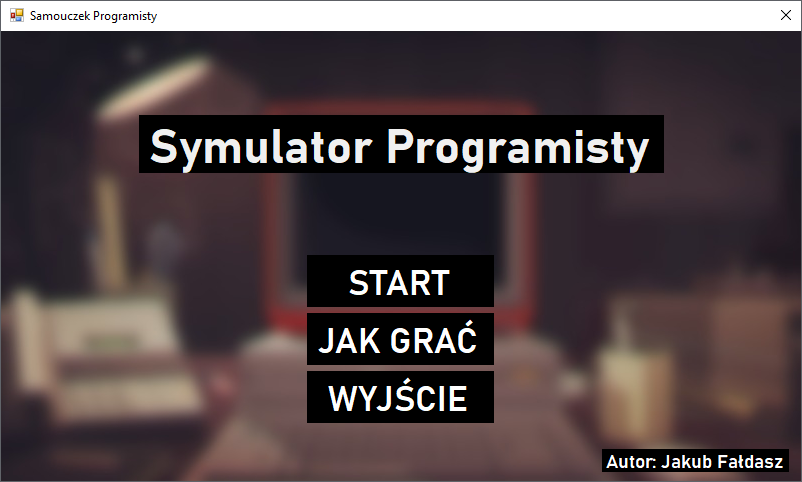 Samouczek Programisty
Symulator Programisty
START
JAK GRAĆ
WYJŚCIE
Autor: Jakub Fałdasz